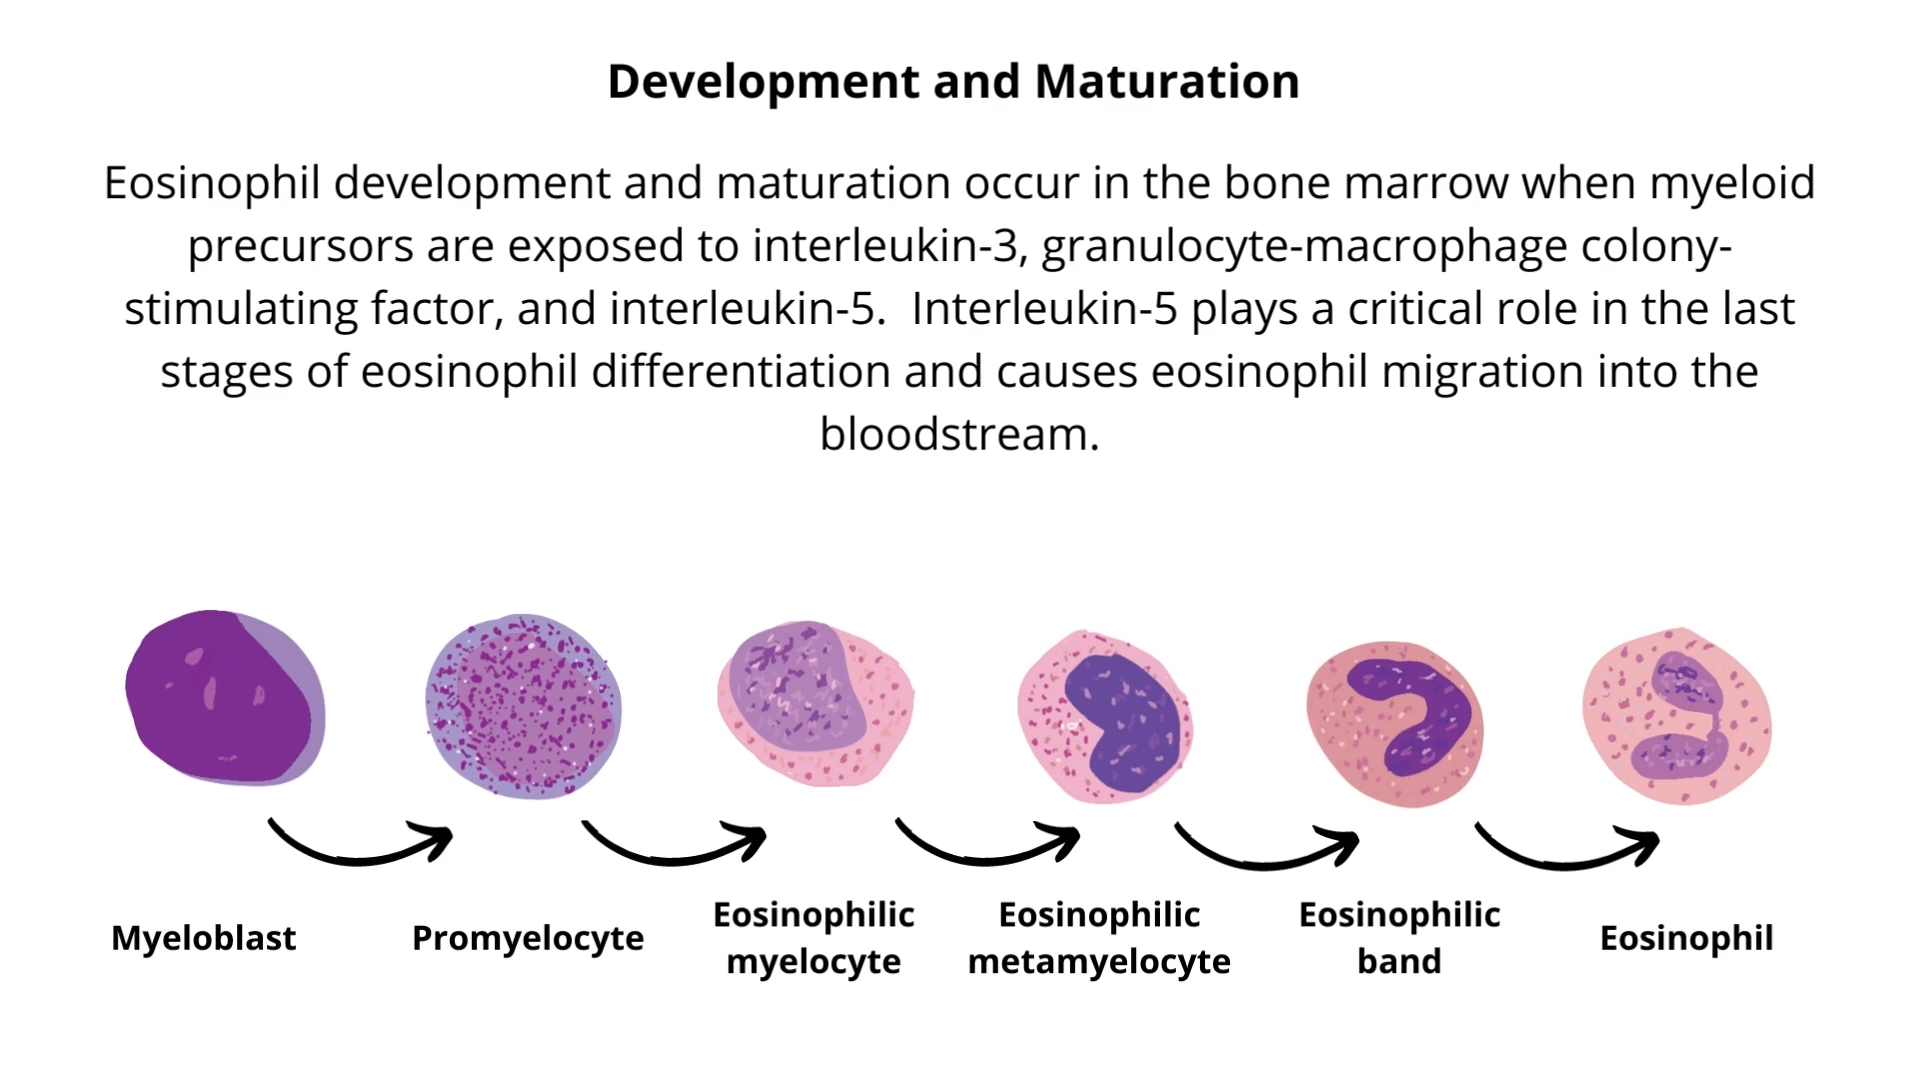 Development and Maturation
Eosinophil development and maturation occur in the bone marrow when myeloid
precursors are exposed to interleukin-3, granulocyte-macrophage colony-
stimulating factor, and interleukin-5.  Interleukin-5 plays a critical role in the last
stages of eosinophil differentiation and causes eosinophil migration into the
bloodstream.
Myeloblast
Promyelocyte
Eosinophilic
myelocyte
Eosinophilic
metamyelocyte
Eosinophilic
band
Eosinophil